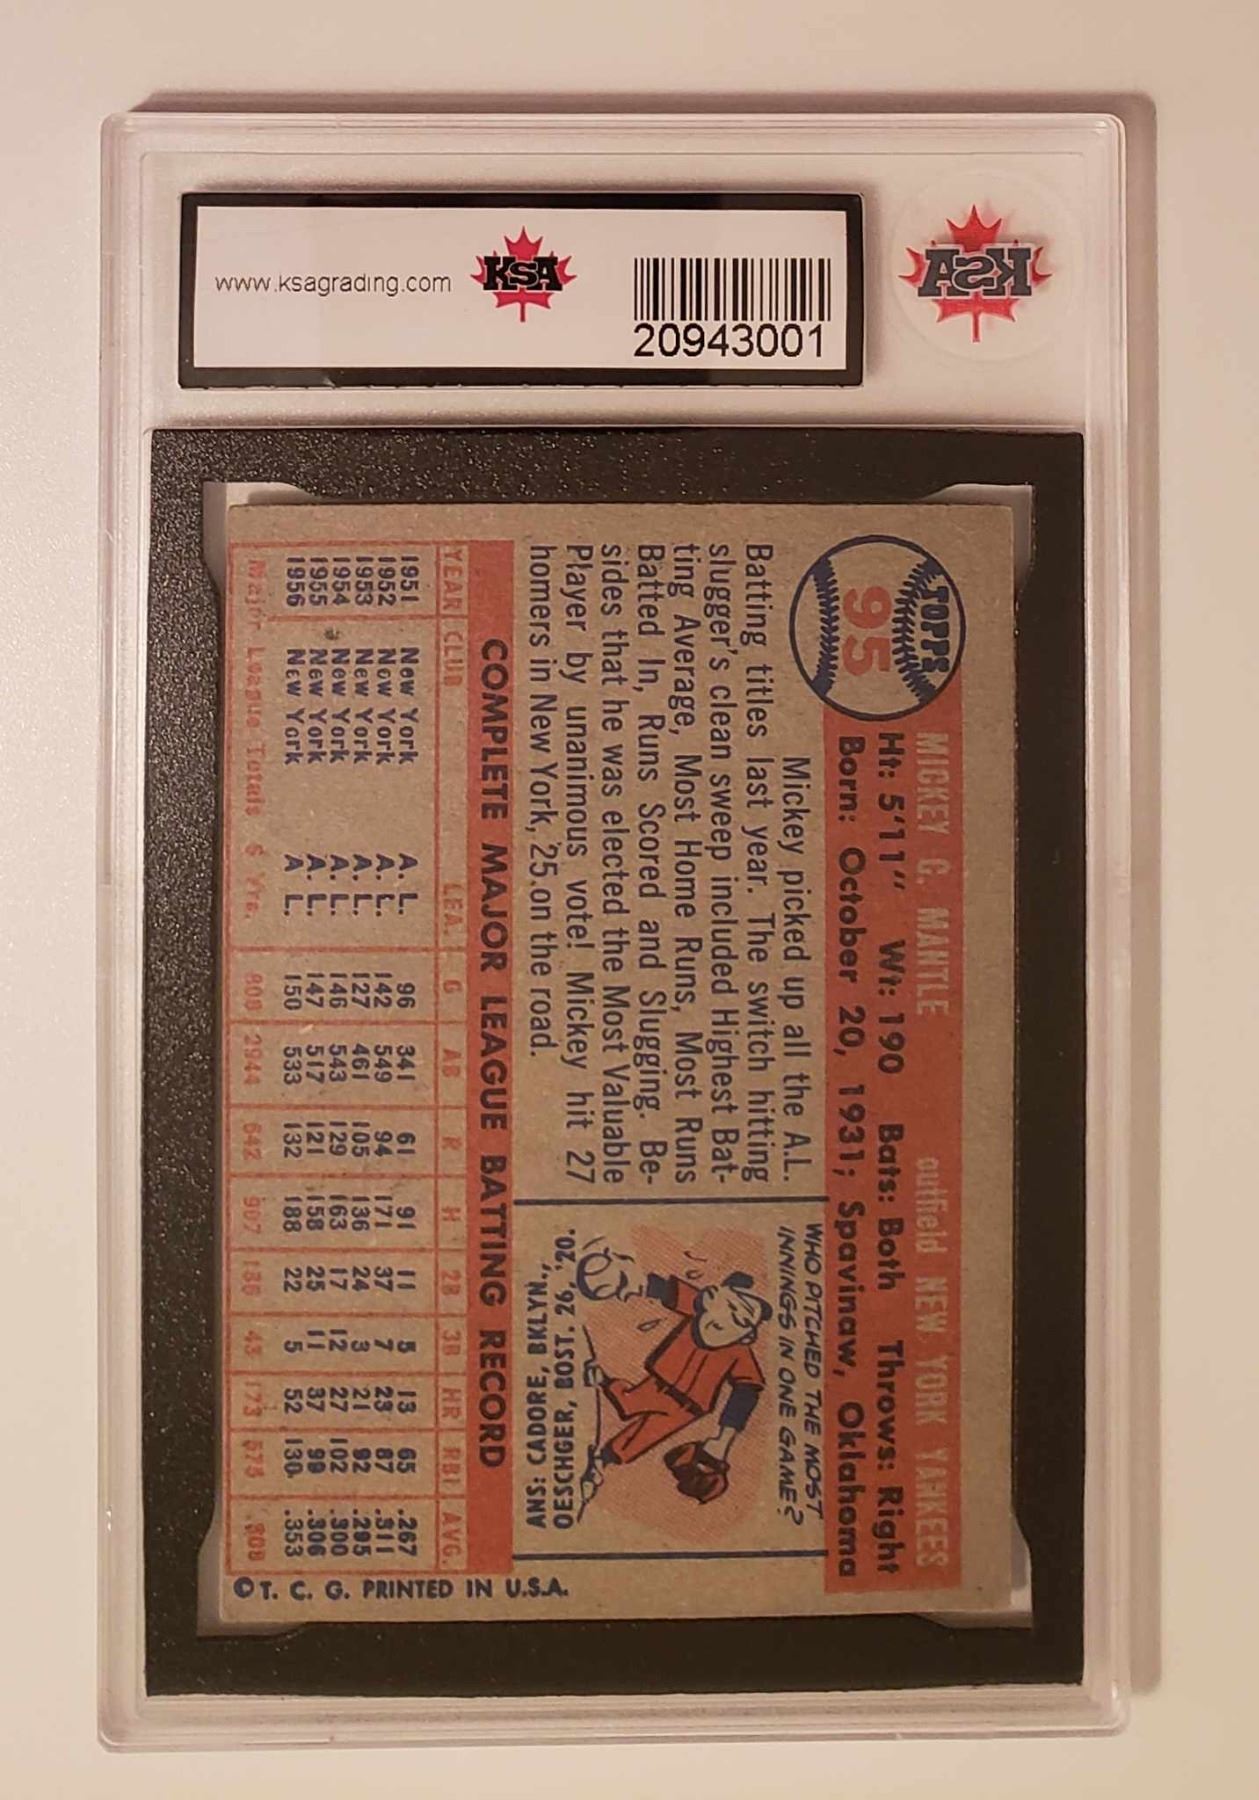 www.ksagrading.com
KSA
20943001
KSA
TOPPS
95
MICKEY C. MANTLE outfield NEW YORK YANKEES
Ht: 5'11" Wt: 190 Bats: Both Throws: Right
Born: October 20, 1931; Spavinaw, Oklahoma
Mickey picked up all the A.L.
Batting titles last year. The switch hitting
slugger's clean sweep included Highest Bat-
ting Average, Most Home Runs, Most Runs
Batted In, Runs Scored and Slugging. Be-
sides that he was elected the Most Valuable
Player by unanimous vote! Mickey hit 27
homers in New York, 25 on the road.
WHO PITCHED THE MOST
INNINGS IN ONE GAME?
ANS: CADORE, BKLYN.,
OESCHGER, BOST. 26, '20.
COMPLETE MAJOR LEAGUE BATTING RECORD
YEAR CLUB LEA. G AB R H 2B 3B HR RBI AVG.
1951 New York A. L. 96 341 61 91 11 5 13 65 .267
1952 New York A. L. 142 549 94 171 37 7 23 87 .311
1953 New York A. L. 127 461 105 136 24 3 21 92 .295
1954 New York A. L. 146 543 129 163 17 12 27 102 .300
1955 New York A. L. 147 517 121 158 25 11 37 99 .306
1956 New York A L. 150 533 132 188 22 5 52 130 .353
Major League Totals 6 Yrs. 808 2944 642 907 136 43 173 575 .308
© T. C. G. PRINTED IN U.S.A.